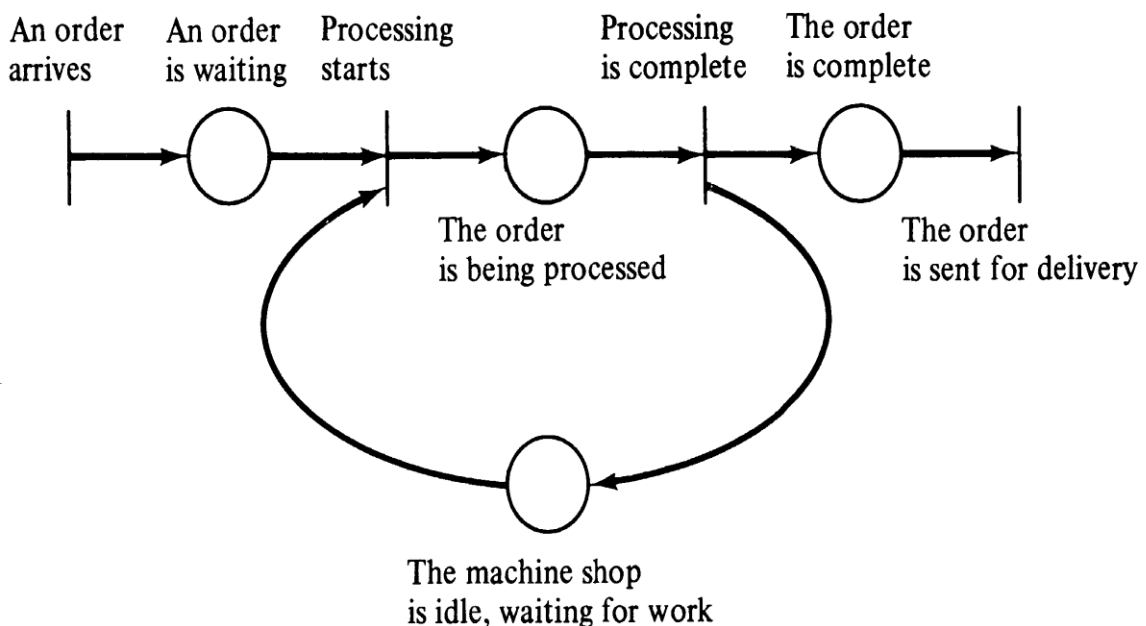 An order
arrives
An order
is waiting
Processing
starts
Processing
is complete
The order
is complete
The order
is being processed
The order
is sent for delivery
The machine shop
is idle, waiting for work